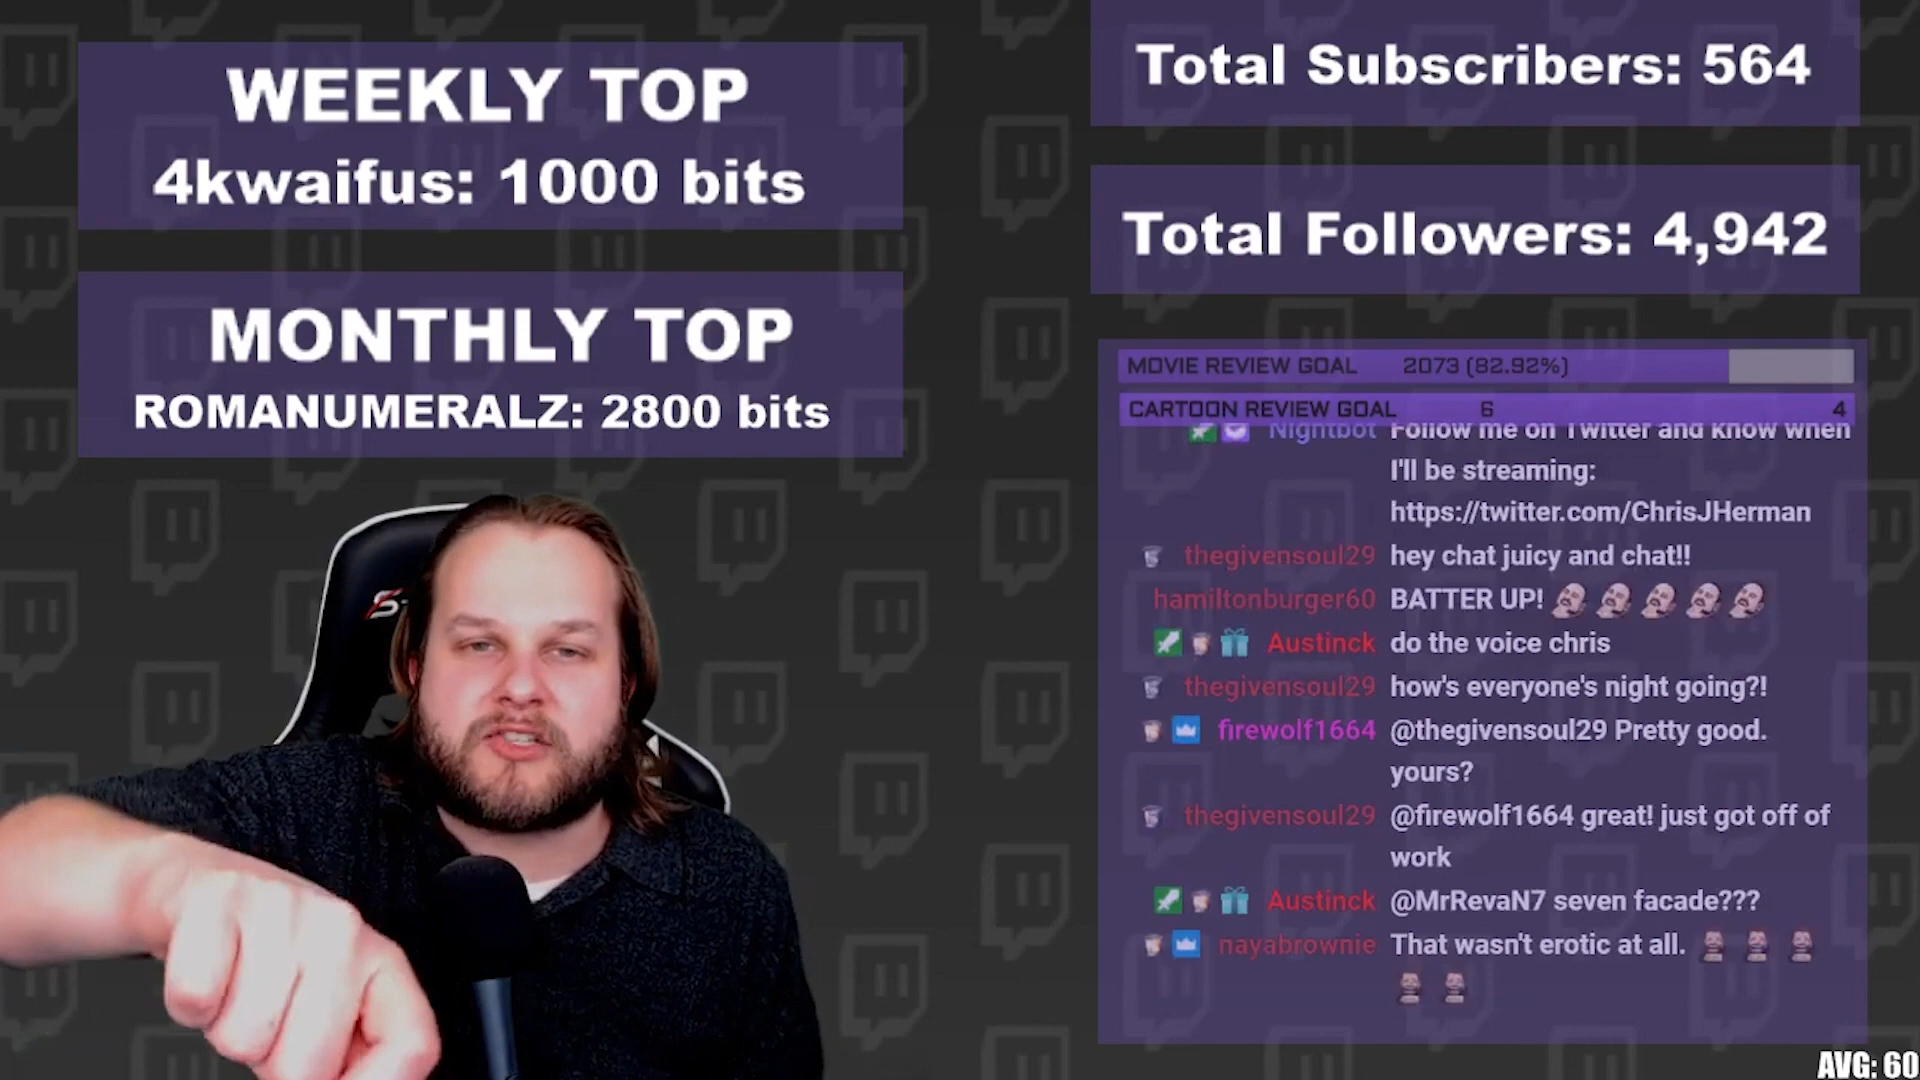 WEEKLY TOP
4kwaifus: 1000 bits
MONTHLY TOP
ROMANUMERALZ: 2800 bits
Total Subscribers: 564
Total Followers: 4,942
MOVIE REVIEW GOAL 2073 (82.92%)
CARTOON REVIEW GOAL 6 4
Nightbot Follow me on Twitter and know when
I'll be streaming:
https://twitter.com/ChrisJHerman
thegivensoul29 hey chat juicy and chat!!
hamiltonburger60 BATTER UP!
Austinck do the voice chris
thegivensoul29 how's everyone's night going?!
firewolf1664 @thegivensoul29 Pretty good.
yours?
thegivensoul29 @firewolf1664 great! just got off of
work
Austinck @MrRevaN7 seven facade???
nayabrownie That wasn't erotic at all.
AVG: 60